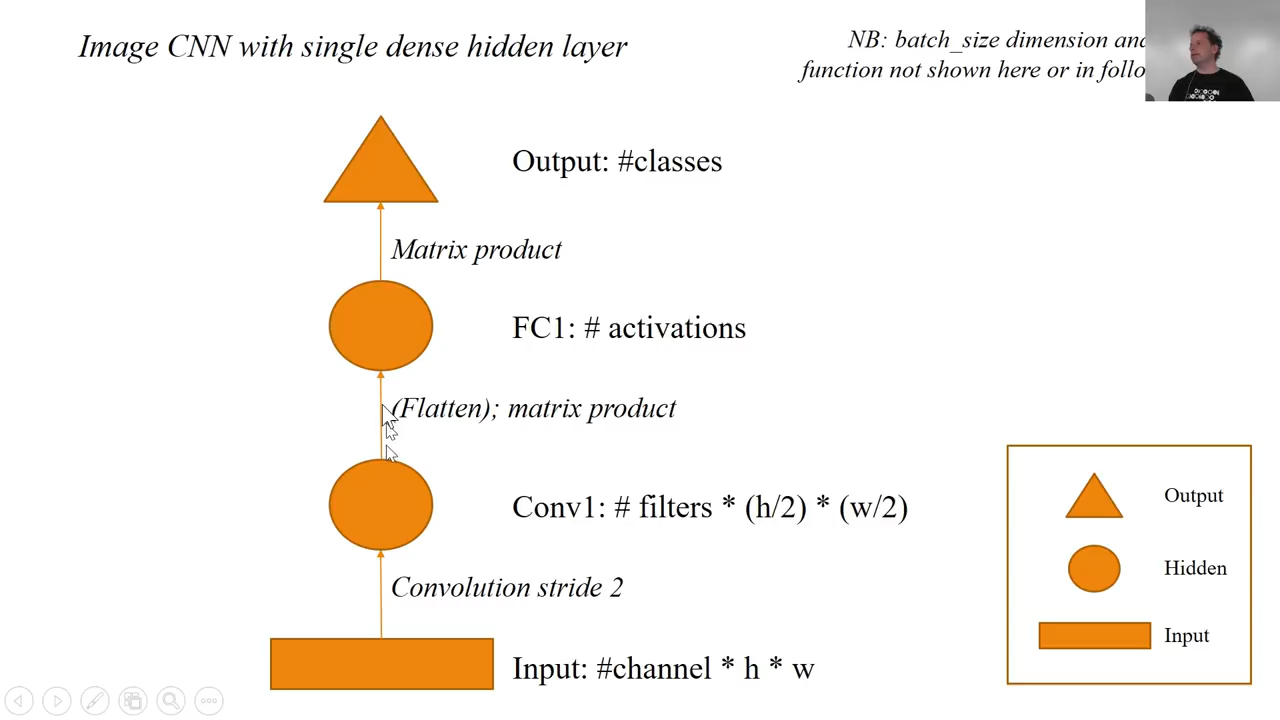 Image CNN with single dense hidden layer
NB: batch_size dimension and
function not shown here or in
Output: #classes
Matrix product
FC1: # activations
(Flatten); matrix product
Conv1: # filters * (h/2) * (w/2)
Convolution stride 2
Input: #channel * h * w
Output
Hidden
Input